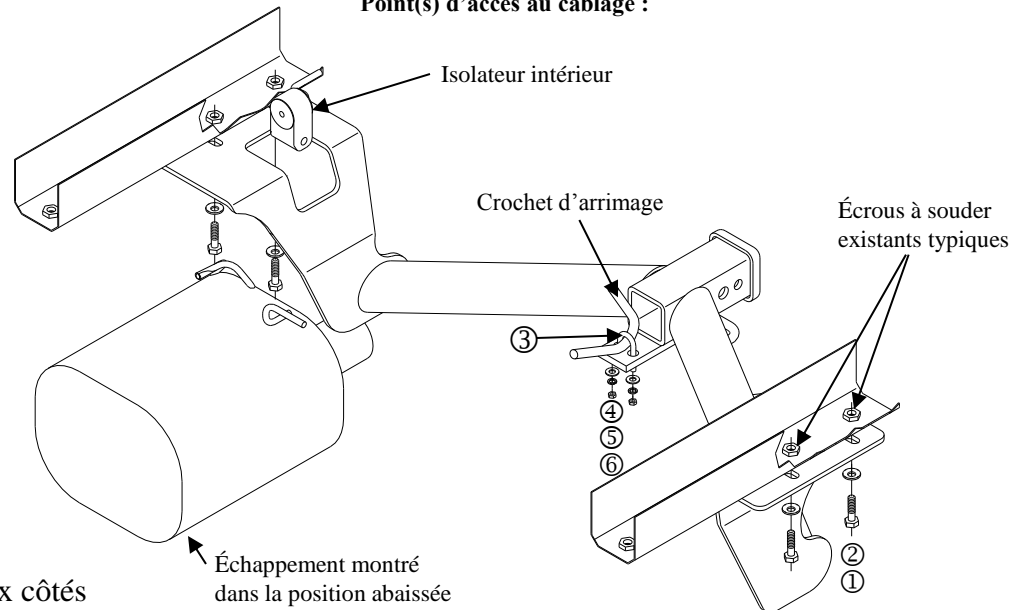 Point(s) d’accès au câblage :
Isolateur intérieur
Crochet d’arrimage
Écrous à souder
existants typiques
③
④
⑤
⑥
②
①
Échappement montré
dans la position abaissée
x côtés